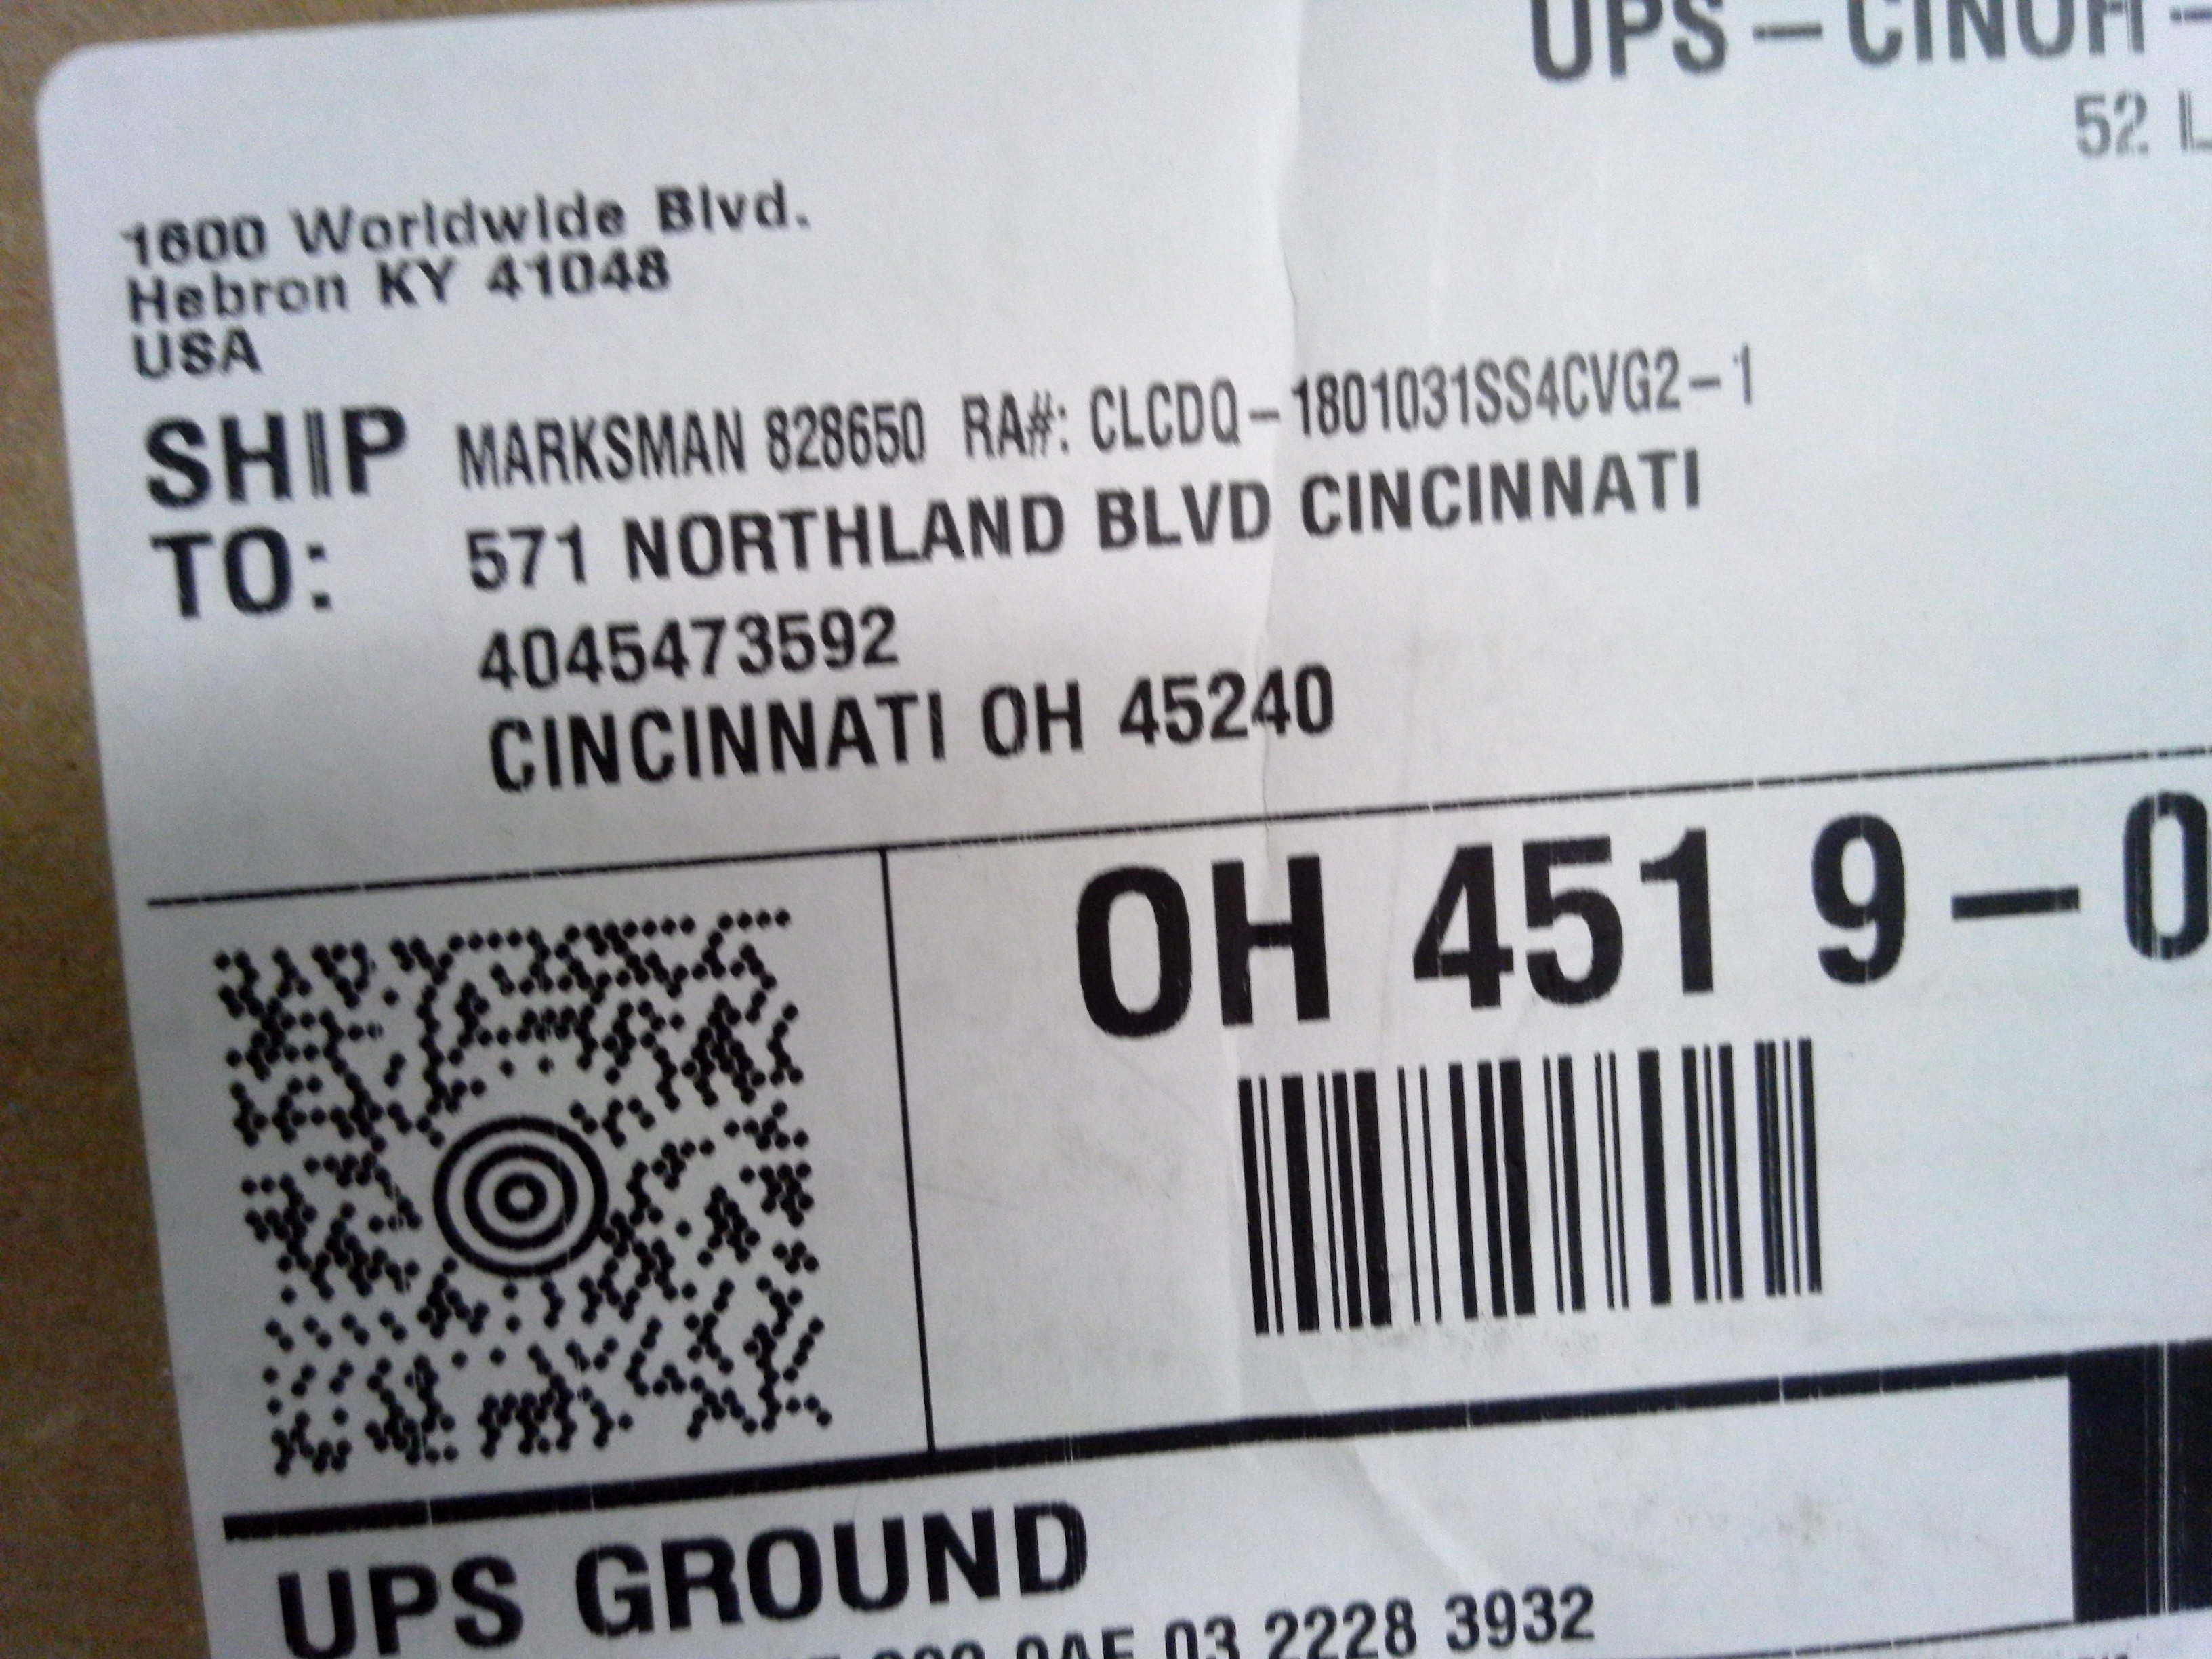 UPS - CINOH -
52 L
1600 Worldwide Blvd.
Hebron KY 41048
USA
SHIP TO:
MARKSMAN 828650 RA#: CLCDQ-1801031SS4CVG2-1
571 NORTHLAND BLVD CINCINNATI
4045473592
CINCINNATI OH 45240
OH 451 9-0
UPS GROUND
03 2228 3932